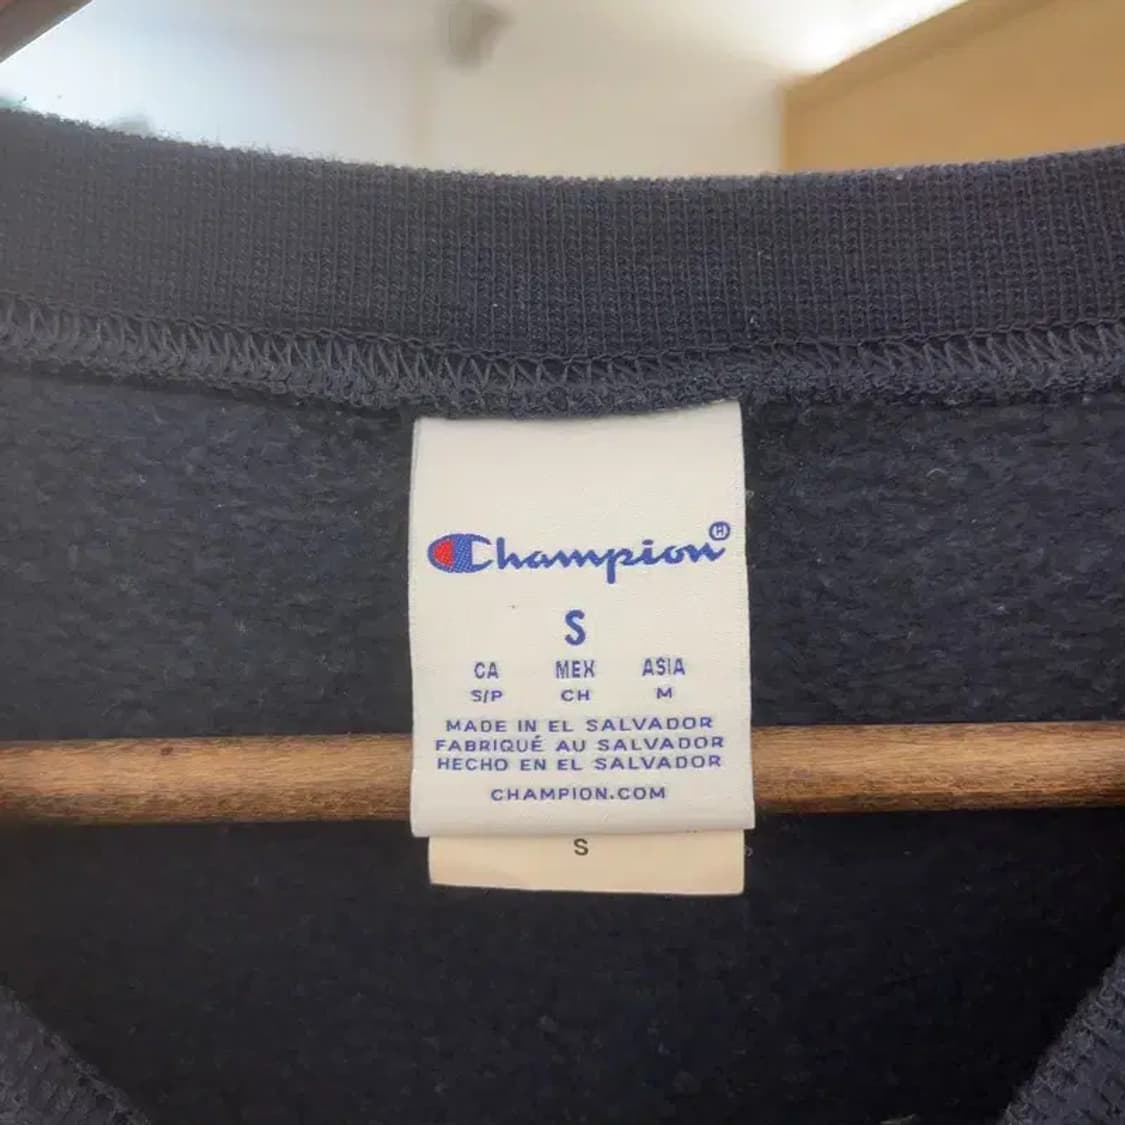 Champion®
S
CA MEX ASIA
S/P CH M
MADE IN EL SALVADOR
FABRIQUÉ AU SALVADOR
HECHO EN EL SALVADOR
CHAMPION.COM
S